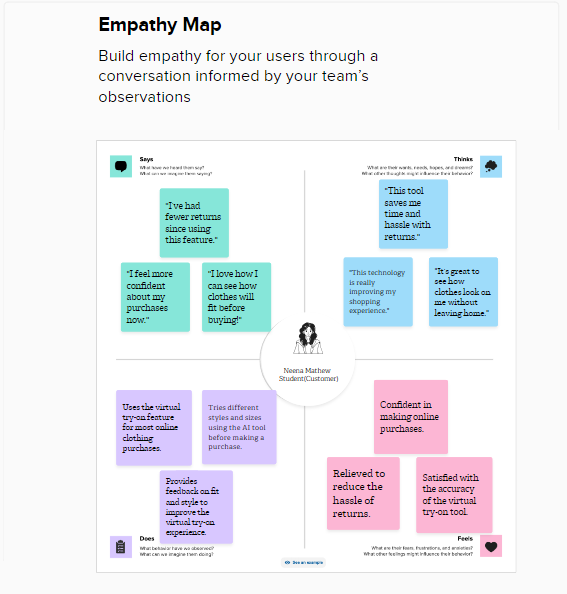 Empathy Map
Build empathy for your users through a
conversation informed by your team's
observations
Says
What have we heard them say?
What can we imagine them saying?
Thinks
What are their wants, needs, hopes, and dreams?
What other thoughts might influence their behavior?
"I've had
fewer returns
since using
this feature."
"I feel more
confident
about my
purchases
now."
"I love how I
can see how
clothes will
fit before
buying!"
"This tool
saves me
time and
hassle with
returns."
"This technology
is really
improving my
shopping
experience."
"It's great to
see how
clothes look on
me without
leaving home."
Neena Mathew
Student(Customer)
Uses the virtual
try-on feature
for most online
clothing
purchases.
Tries different
styles and sizes
using the AI tool
before making a
purchase.
Provides
feedback on fit
and style to
improve the
virtual try-on
experience.
Confident in
making online
purchases.
Relieved to
reduce the
hassle of
returns.
Satisfied with
the accuracy
of the virtual
try-on tool.
Does
What behavior have we observed?
What can we imagine them doing?
Feels
What are their fears, frustrations, and anxieties?
What other feelings might influence their behavior?
See an example